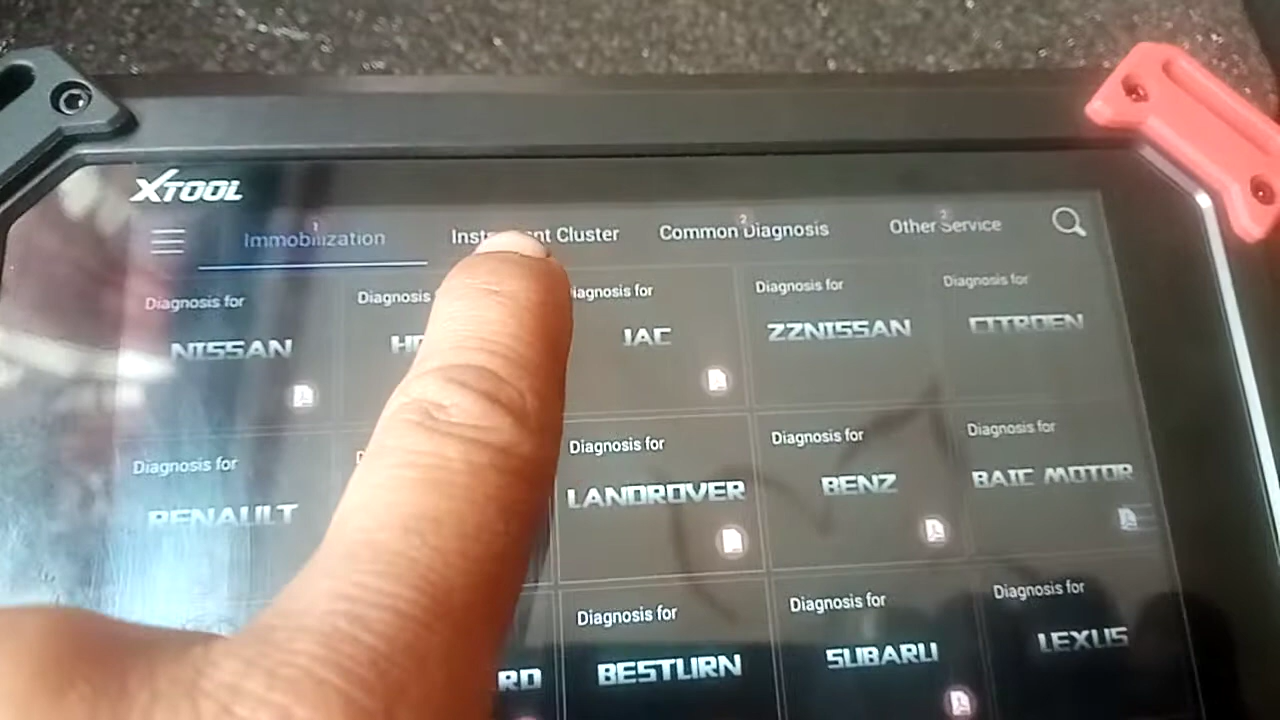 XTOOL
Immobilization Cluster Common Diagnosis Other Service
Diagnosis for Diagnosis for Diagnosis for Diagnosis for
NISSAN JAC ZZNISSAN CITROEN
Diagnosis for Diagnosis for Diagnosis for Diagnosis for
RENAULT LANDROVER BENZ BAIC MOTOR
Diagnosis for Diagnosis for Diagnosis for
BESTURN SUBARU LEXUS